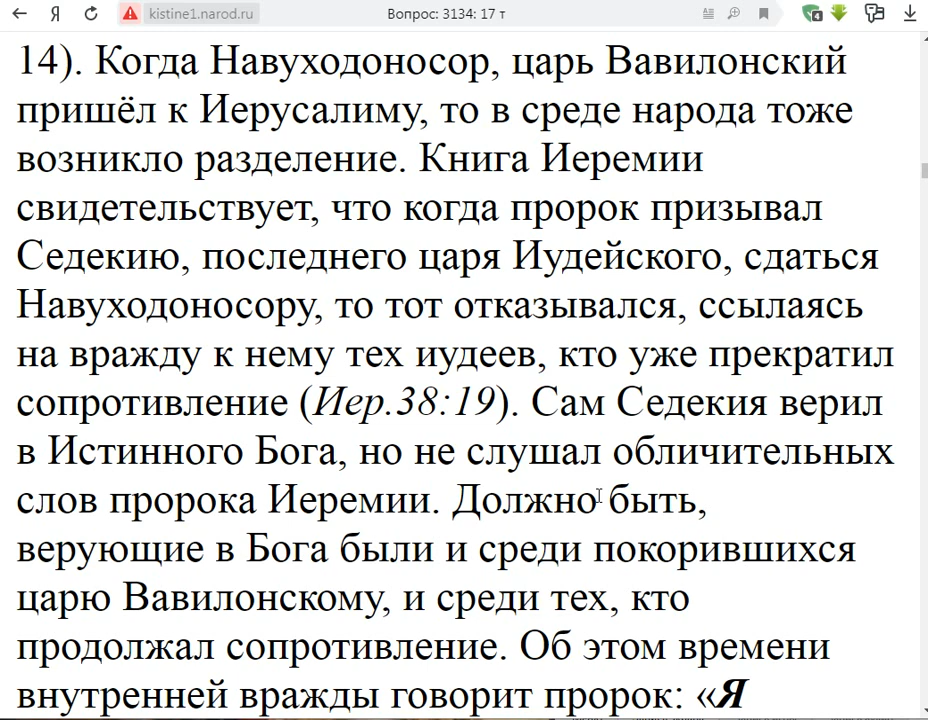 kistine1.narod.ru
Вопрос: 3134: 17 т
14). Когда Навуходоносор, царь Вавилонский
пришёл к Иерусалиму, то в среде народа тоже
возникло разделение. Книга Иеремии
свидетельствует, что когда пророк призывал
Седекию, последнего царя Иудейского, сдаться
Навуходоносору, то тот отказывался, ссылаясь
на вражду к нему тех иудеев, кто уже прекратил
сопротивление (Иер.38:19). Сам Седекия верил
в Истинного Бога, но не слушал обличительных
слов пророка Иеремии. Должно быть,
верующие в Бога были и среди покорившихся
царю Вавилонскому, и среди тех, кто
продолжал сопротивление. Об этом времени
внутренней вражды говорит пророк: «Я